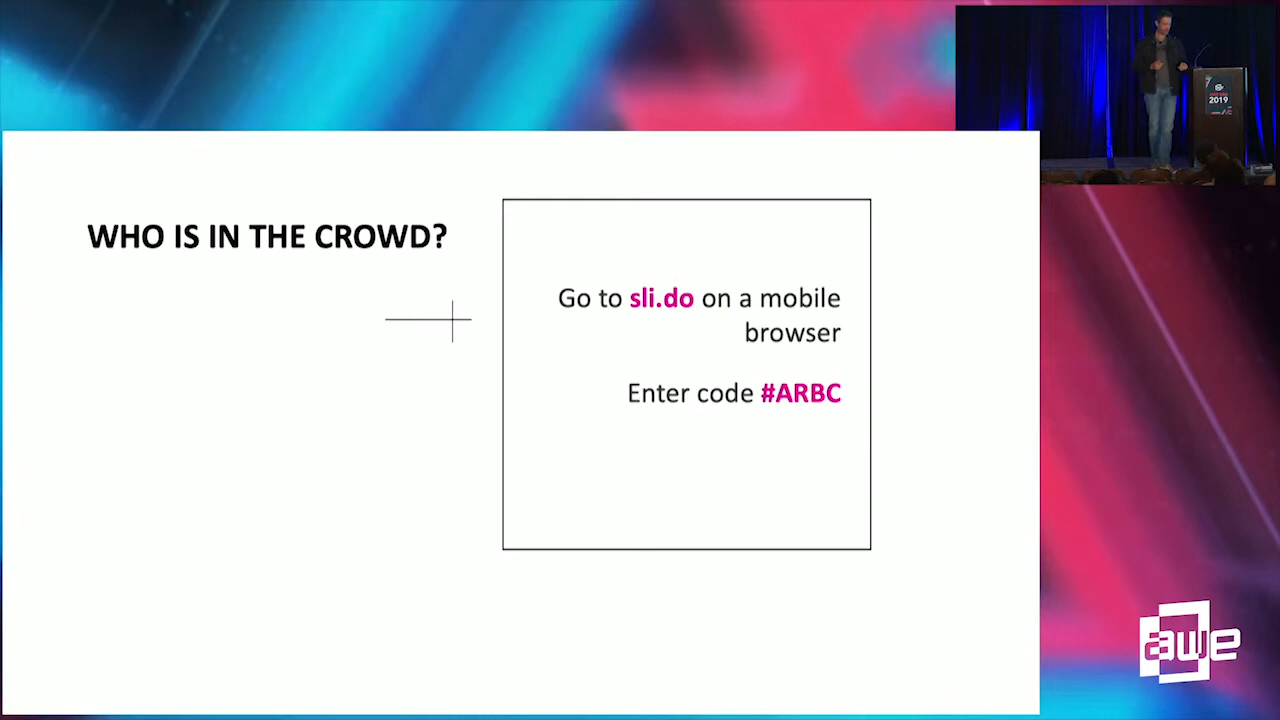 WHO IS IN THE CROWD?
Go to sli.do on a mobile
browser
Enter code #ARBC
2019
awe